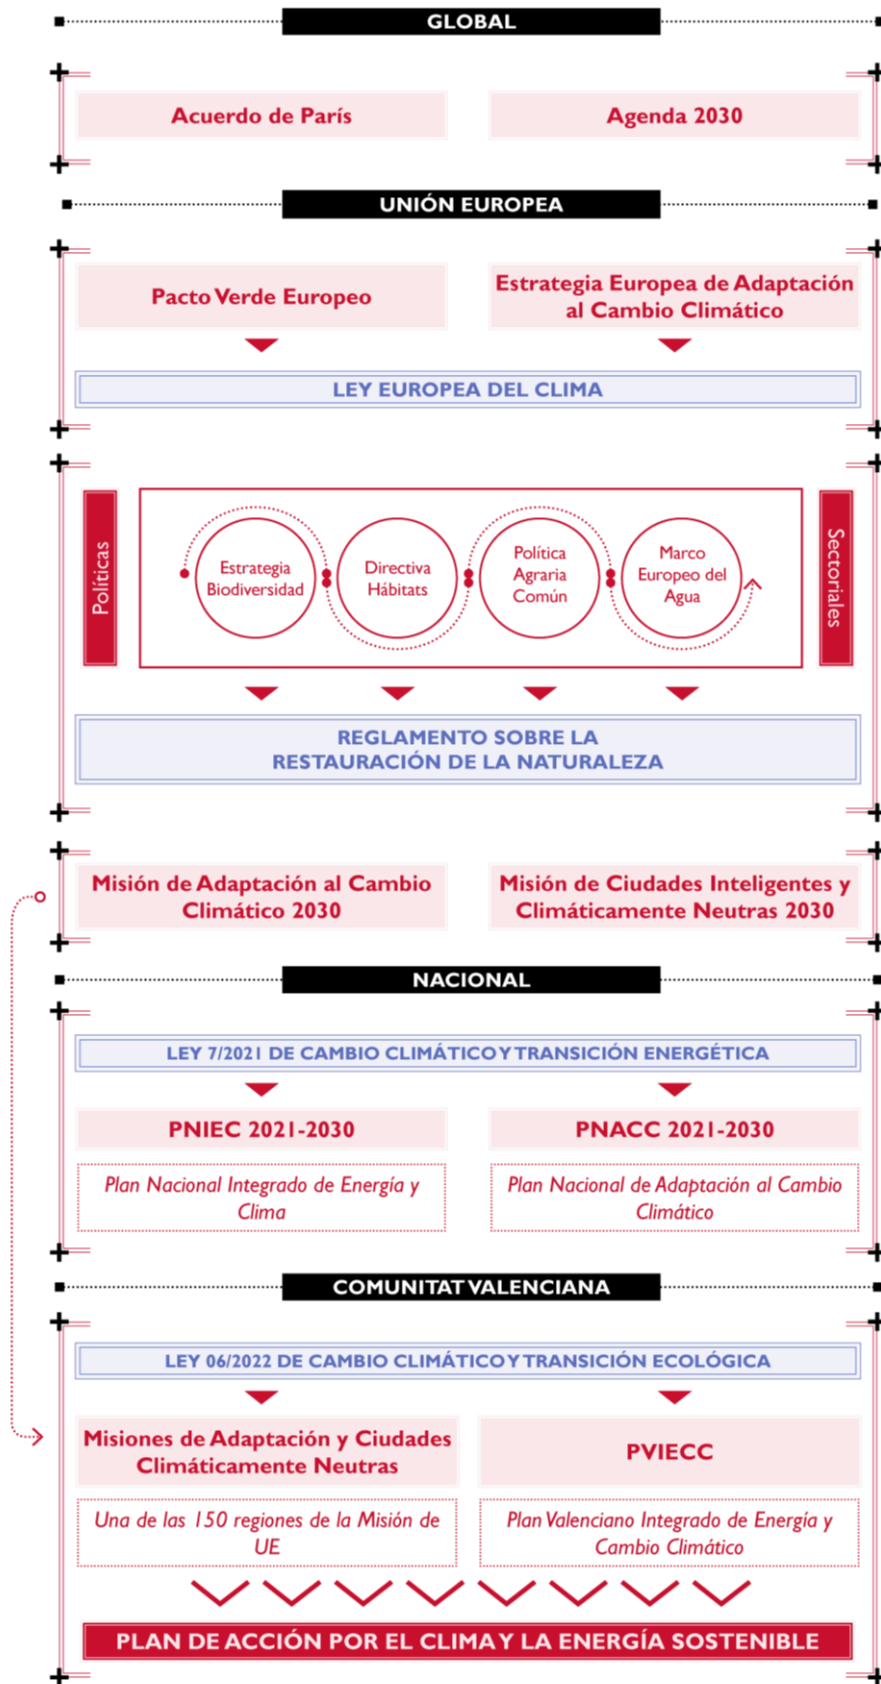 GLOBAL
Acuerdo de París
Agenda 2030
UNIÓN EUROPEA
Pacto Verde Europeo
Estrategia Europea de Adaptación
al Cambio Climático
LEY EUROPEA DEL CLIMA
Políticas
Estrategia
Biodiversidad
Directiva
Hábitats
Política
Agraria
Común
Marco
Europeo del
Agua
Sectoriales
REGLAMENTO SOBRE LA
RESTAURACIÓN DE LA NATURALEZA
Misión de Adaptación al Cambio
Climático 2030
Misión de Ciudades Inteligentes y
Climáticamente Neutras 2030
NACIONAL
LEY 7/2021 DE CAMBIO CLIMÁTICO Y TRANSICIÓN ENERGÉTICA
PNIEC 2021-2030
Plan Nacional Integrado de Energía y
Clima
PNACC 2021-2030
Plan Nacional de Adaptación al Cambio
Climático
COMUNITAT VALENCIANA
LEY 06/2022 DE CAMBIO CLIMÁTICO Y TRANSICIÓN ECOLÓGICA
Misiones de Adaptación y Ciudades
Climáticamente Neutras
Una de las 150 regiones de la Misión de
UE
PVIECC
Plan Valenciano Integrado de Energía y
Cambio Climático
PLAN DE ACCIÓN POR EL CLIMA Y LA ENERGÍA SOSTENIBLE